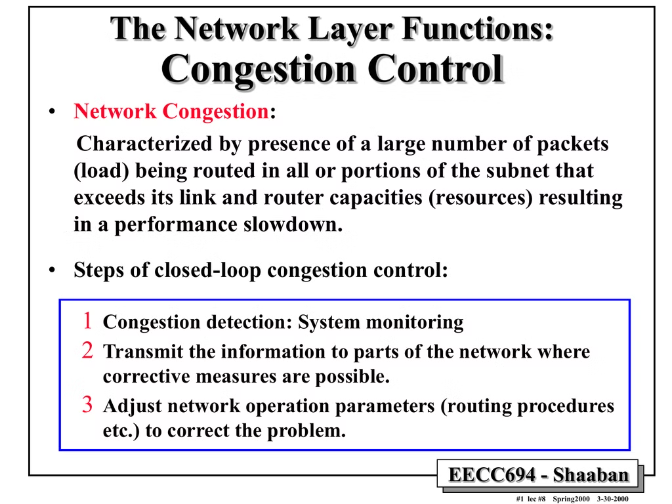 The Network Layer Functions:
Congestion Control
• Network Congestion:
Characterized by presence of a large number of packets
(load) being routed in all or portions of the subnet that
exceeds its link and router capacities (resources) resulting
in a performance slowdown.
• Steps of closed-loop congestion control:
1 Congestion detection: System monitoring
2 Transmit the information to parts of the network where
corrective measures are possible.
3 Adjust network operation parameters (routing procedures
etc.) to correct the problem.
EECC694 - Shaaban
#1 lec #8 Spring2000 3-30-2000